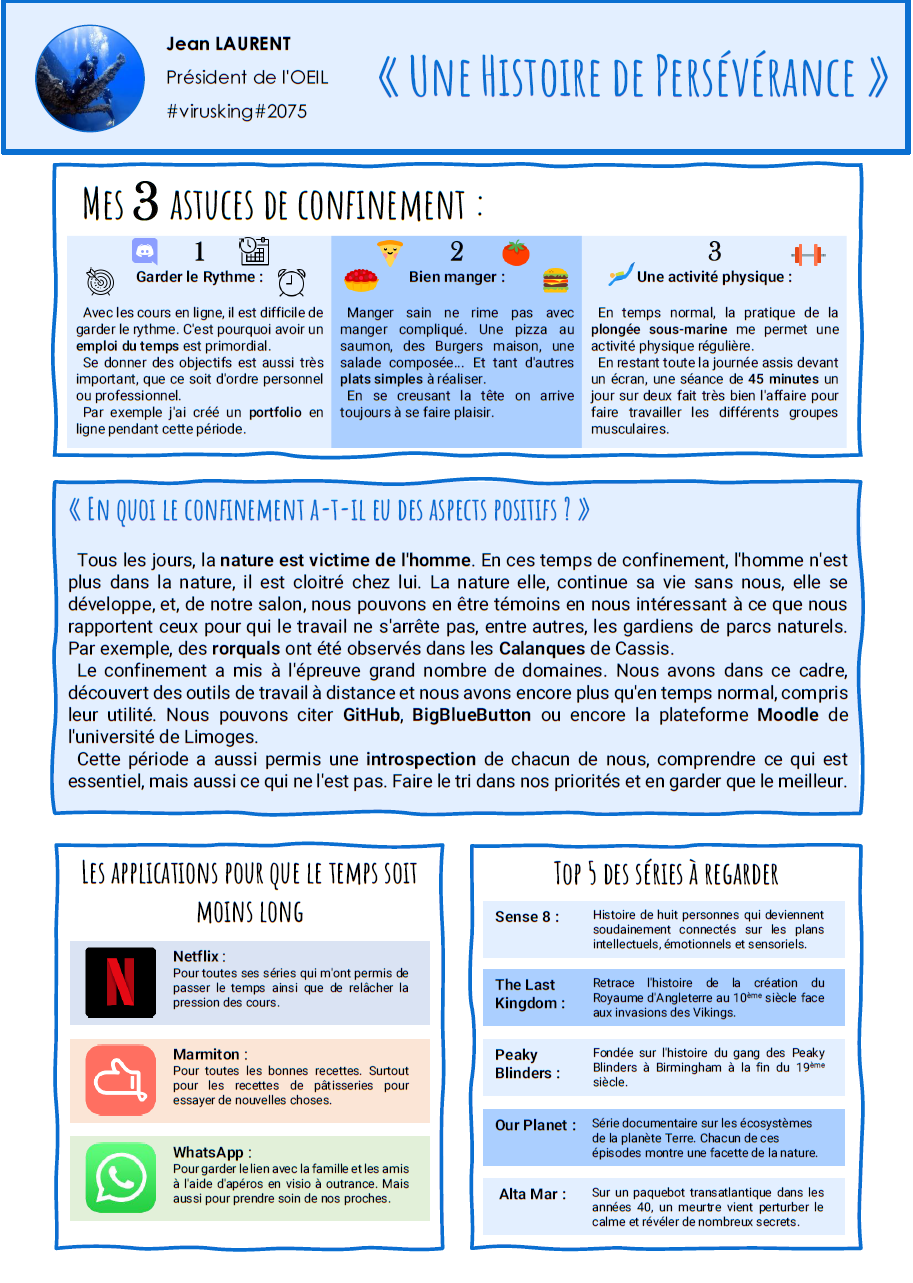 Jean LAURENT
Président de l'OEIL
#virusking#2075
« Une Histoire de Persévérance »
Mes 3 astuces de confinement :
1
Garder le Rythme :
Avec les cours en ligne, il est difficile de
garder le rythme. C'est pourquoi avoir un
emploi du temps est primordial.
Se donner des objectifs est aussi très
important, que ce soit d'ordre personnel
ou professionnel.
Par exemple j'ai créé un portfolio en
ligne pendant cette période.
2
Bien manger :
Manger sain ne rime pas avec
manger compliqué. Une pizza au
saumon, des Burgers maison, une
salade composée... Et tant d'autres
plats simples à réaliser.
En se creusant la tête on arrive
toujours à se faire plaisir.
3
Une activité physique :
En temps normal, la pratique de la
plongée sous-marine me permet une
activité physique régulière.
En restant toute la journée assis devant
un écran, une séance de 45 minutes un
jour sur deux fait très bien l'affaire pour
faire travailler les différents groupes
musculaires.
« En quoi le confinement a-t-il eu des aspects positifs ? »
Tous les jours, la nature est victime de l'homme. En ces temps de confinement, l'homme n'est
plus dans la nature, il est cloitré chez lui. La nature elle, continue sa vie sans nous, elle se
développe, et, de notre salon, nous pouvons en être témoins en nous intéressant à ce que nous
rapportent ceux pour qui le travail ne s'arrête pas, entre autres, les gardiens de parcs naturels.
Par exemple, des rorquals ont été observés dans les Calanques de Cassis.
Le confinement a mis à l'épreuve grand nombre de domaines. Nous avons dans ce cadre,
découvert des outils de travail à distance et nous avons encore plus qu'en temps normal, compris
leur utilité. Nous pouvons citer GitHub, BigBlueButton ou encore la plateforme Moodle de
l'université de Limoges.
Cette période a aussi permis une introspection de chacun de nous, comprendre ce qui est
essentiel, mais aussi ce qui ne l'est pas. Faire le tri dans nos priorités et en garder que le meilleur.
Les applications pour que le temps soit
moins long
Netflix :
Pour toutes ses séries qui m'ont permis de
passer le temps ainsi que de relâcher la
pression des cours.
Marmiton :
Pour toutes les bonnes recettes. Surtout
pour les recettes de pâtisseries pour
essayer de nouvelles choses.
WhatsApp :
Pour garder le lien avec la famille et les amis
à l'aide d'apéros en visio à outrance. Mais
aussi pour prendre soin de nos proches.
Top 5 des séries à regarder
Sense 8 :
Histoire de huit personnes qui deviennent
soudainement connectés sur les plans
intellectuels, émotionnels et sensoriels.
The Last
Kingdom :
Retrace l'histoire de la création du
Royaume d'Angleterre au 10ème siècle face
aux invasions des Vikings.
Peaky
Blinders :
Fondée sur l'histoire du gang des Peaky
Blinders à Birmingham à la fin du 19ème
siècle.
Our Planet :
Série documentaire sur les écosystèmes
de la planète Terre. Chacun de ces
épisodes montre une facette de la nature.
Alta Mar :
Sur un paquebot transatlantique dans les
années 40, un meurtre vient perturber le
calme et révéler de nombreux secrets.